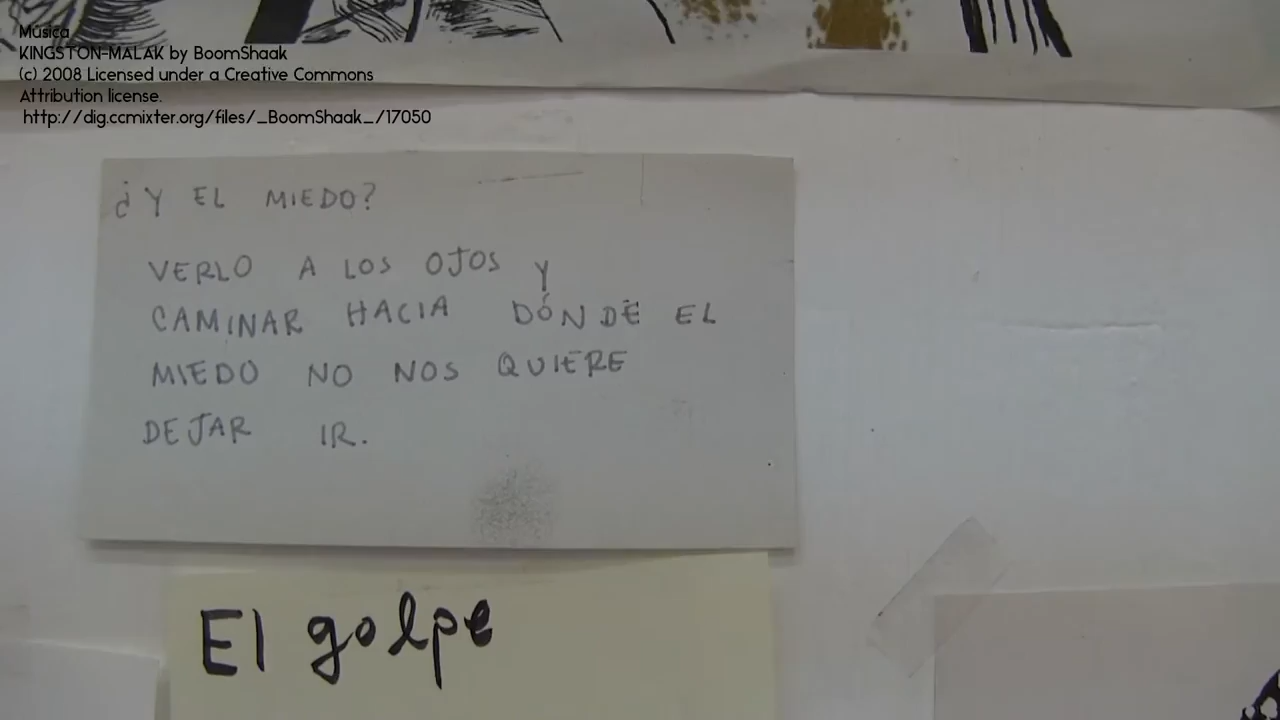 Música
KINGSTON-MALAK by BoomShaak
(c) 2008 Licensed under a Creative Commons
Attribution license.
http://dig.ccmixter.org/files/_BoomShaak_/17050
¿Y EL MIEDO?
VERLO A LOS OJOS Y
CAMINAR HACIA DÓNDE EL
MIEDO NO NOS QUIERE
DEJAR IR.
El golpe